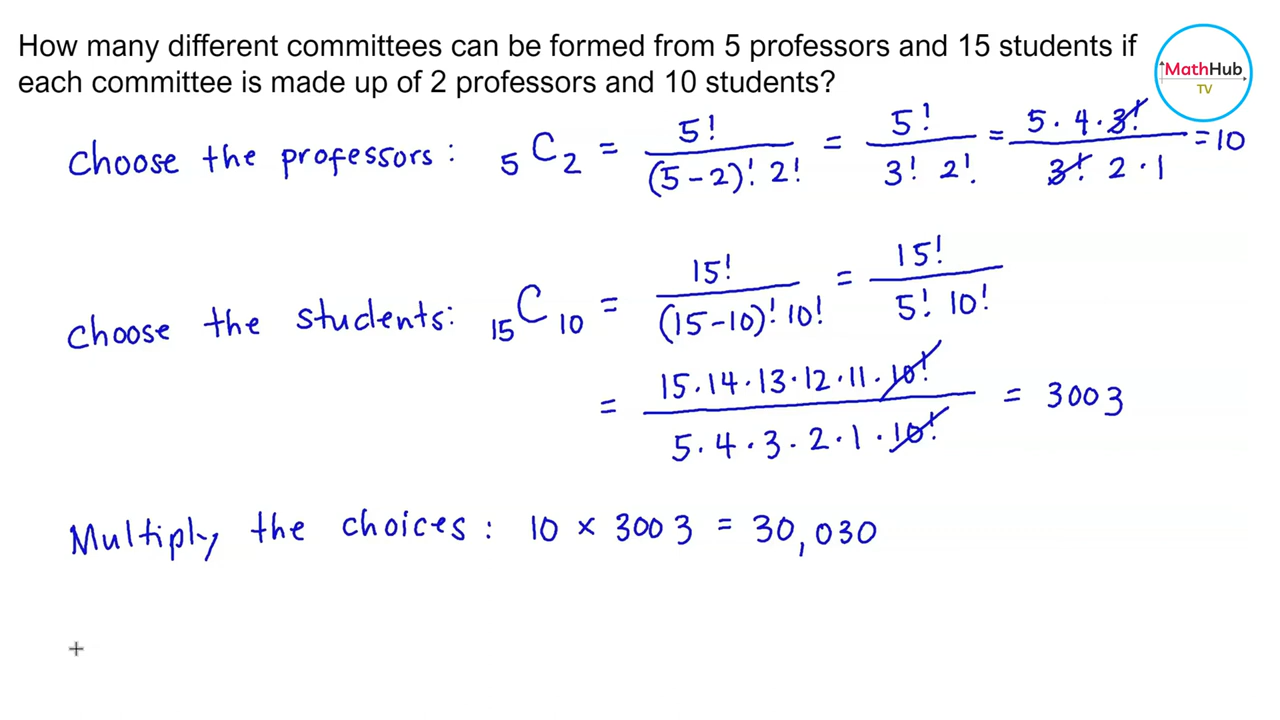 How many different committees can be formed from 5 professors and 15 students if
each committee is made up of 2 professors and 10 students?
MathHub
TV
Choose the professors: ₅C₂ = 5!/((5-2)! 2!) = 5!/(3! 2!) = (5·4·3!)/(3! 2·1) = 10
Choose the students: ₁₅C₁₀ = 15!/((15-10)! 10!) = 15!/(5! 10!)
= (15·14·13·12·11·10!)/(5·4·3·2·1·10!) = 3003
Multiply the choices: 10 × 3003 = 30,030